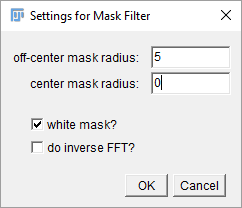 Settings for Mask Filter
off-center mask radius: 5
center mask radius: 0
white mask?
do inverse FFT?
OK Cancel